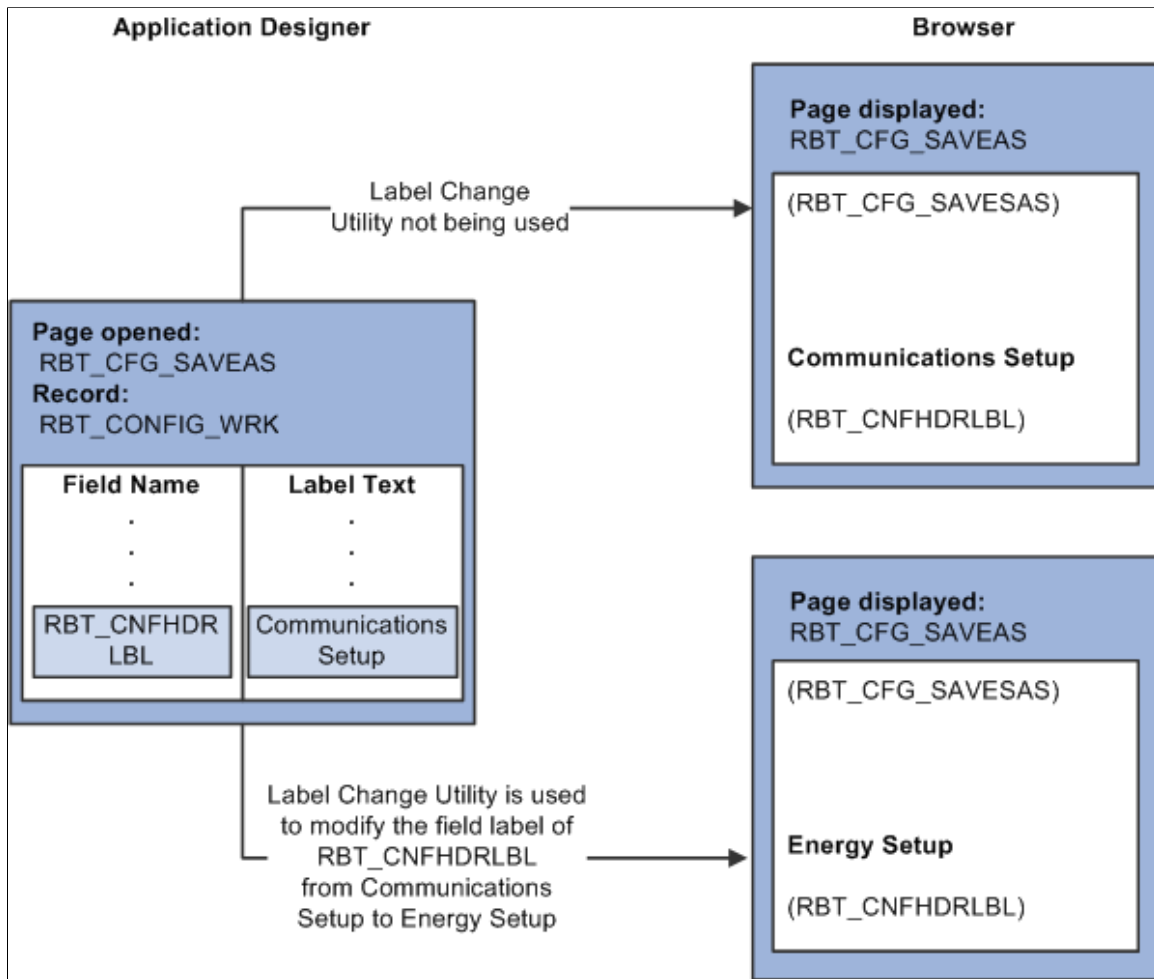 Application Designer
Browser
Page displayed:
RBT_CFG_SAVEAS
(RBT_CFG_SAVESAS)
Communications Setup
(RBT_CNFHDRLBL)
Label Change
Utility not being used
Page opened:
RBT_CFG_SAVEAS
Record:
RBT_CONFIG_WRK
Field Name
Label Text
.
.
.
.
.
.
RBT_CNFHDR
LBL
Communications
Setup
Label Change Utility is used
to modify the field label of
RBT_CNFHDRLBL
from Communications
Setup to Energy Setup
Page displayed:
RBT_CFG_SAVEAS
(RBT_CFG_SAVESAS)
Energy Setup
(RBT_CNFHDRLBL)